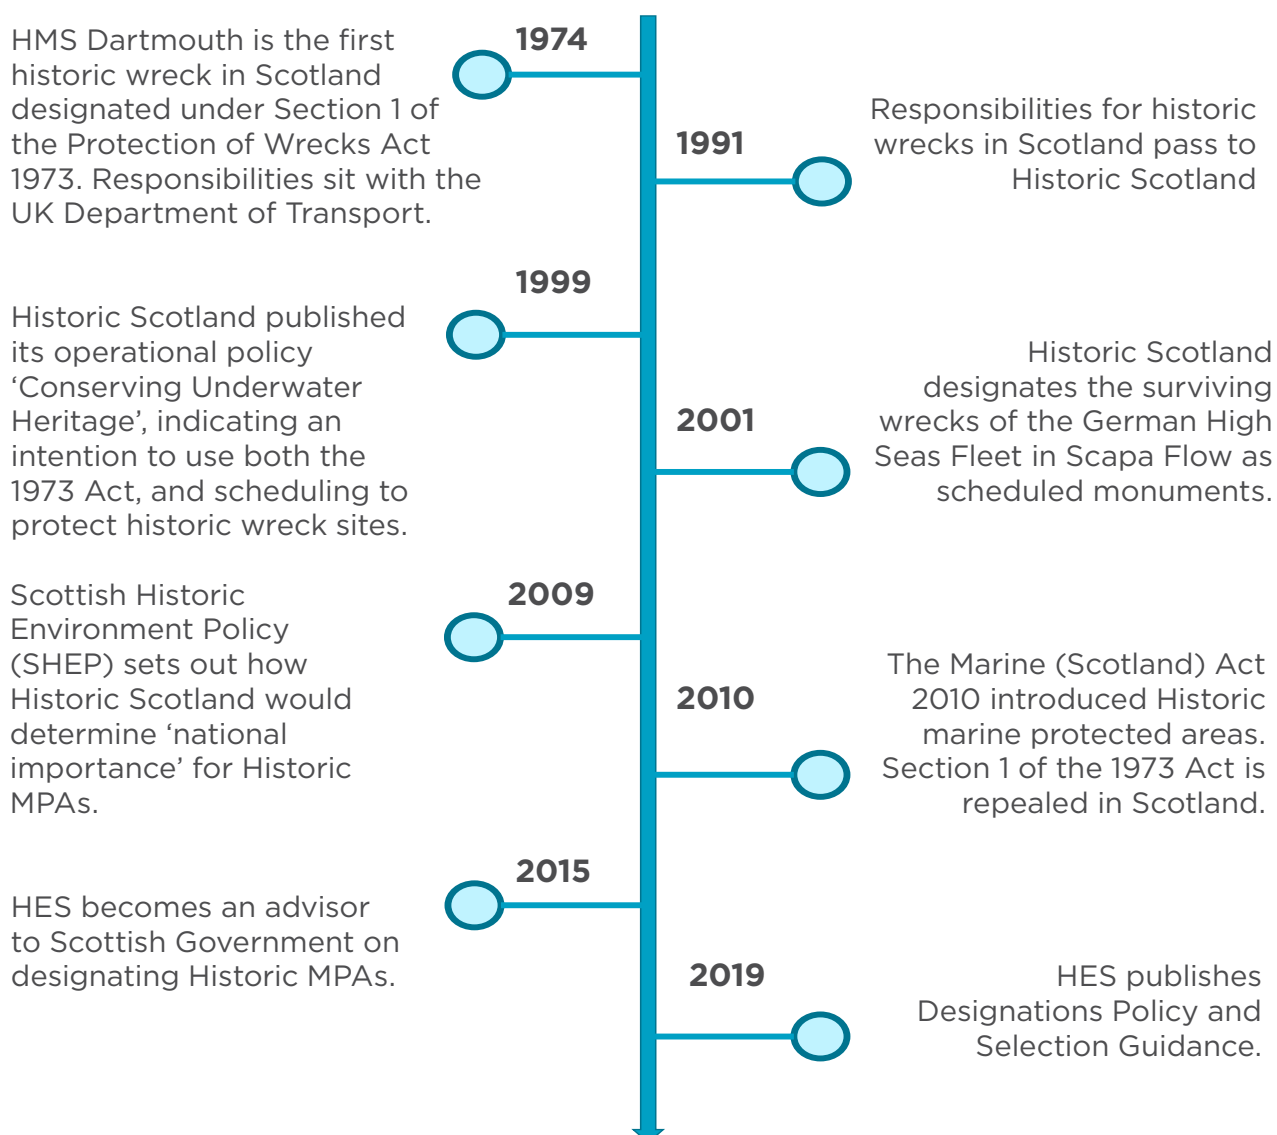 1974
HMS Dartmouth is the first
historic wreck in Scotland
designated under Section 1 of
the Protection of Wrecks Act
1973. Responsibilities sit with the
UK Department of Transport.
1991
Responsibilities for historic
wrecks in Scotland pass to
Historic Scotland
1999
Historic Scotland published
its operational policy
‘Conserving Underwater
Heritage’, indicating an
intention to use both the
1973 Act, and scheduling to
protect historic wreck sites.
2001
Historic Scotland
designates the surviving
wrecks of the German High
Seas Fleet in Scapa Flow as
scheduled monuments.
2009
Scottish Historic
Environment Policy
(SHEP) sets out how
Historic Scotland would
determine ‘national
importance’ for Historic
MPAs.
2010
The Marine (Scotland) Act
2010 introduced Historic
marine protected areas.
Section 1 of the 1973 Act is
repealed in Scotland.
2015
HES becomes an advisor
to Scottish Government on
designating Historic MPAs.
2019
HES publishes
Designations Policy and
Selection Guidance.